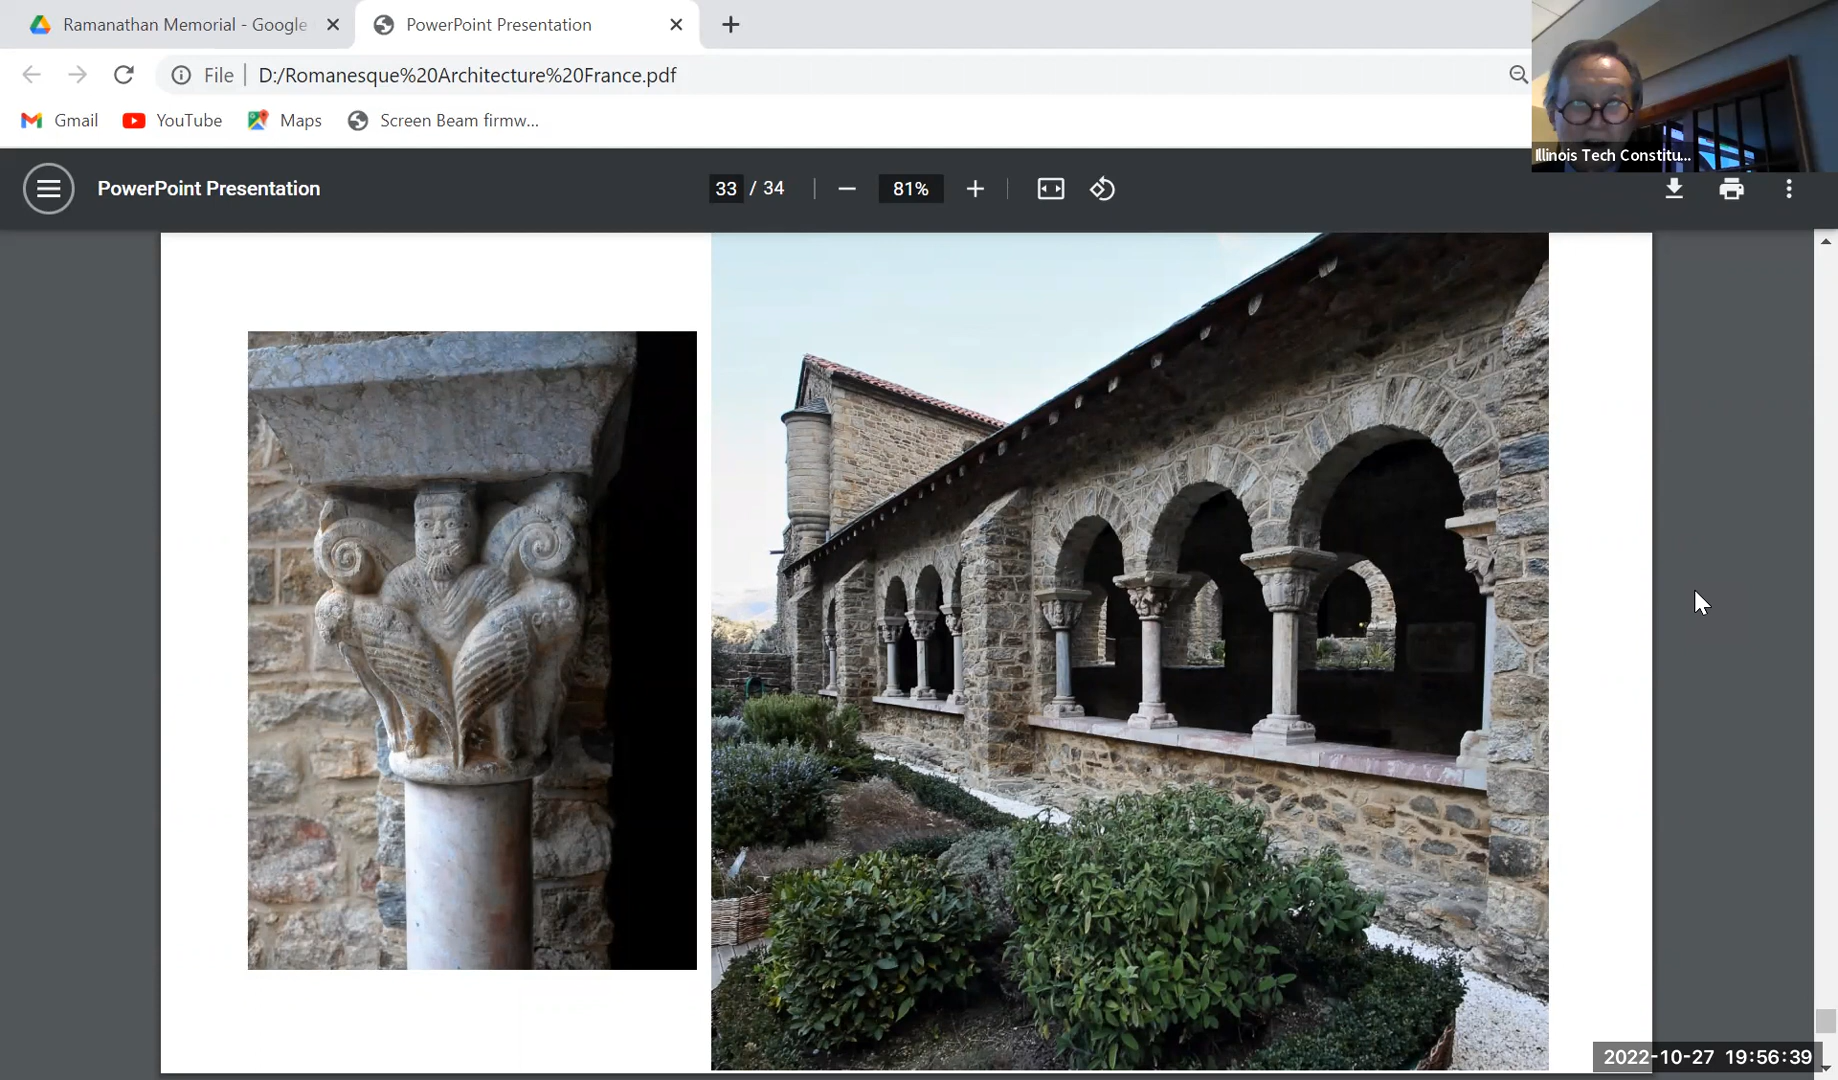 Ramanathan Memorial - Google
PowerPoint Presentation
File
D:/Romanesque%20Architecture%20France.pdf
Gmail
YouTube
Maps
Screen Beam firmw...
Illinois Tech Constitu...
PowerPoint Presentation
33 / 34
81%
2022-10-27 19:56:39